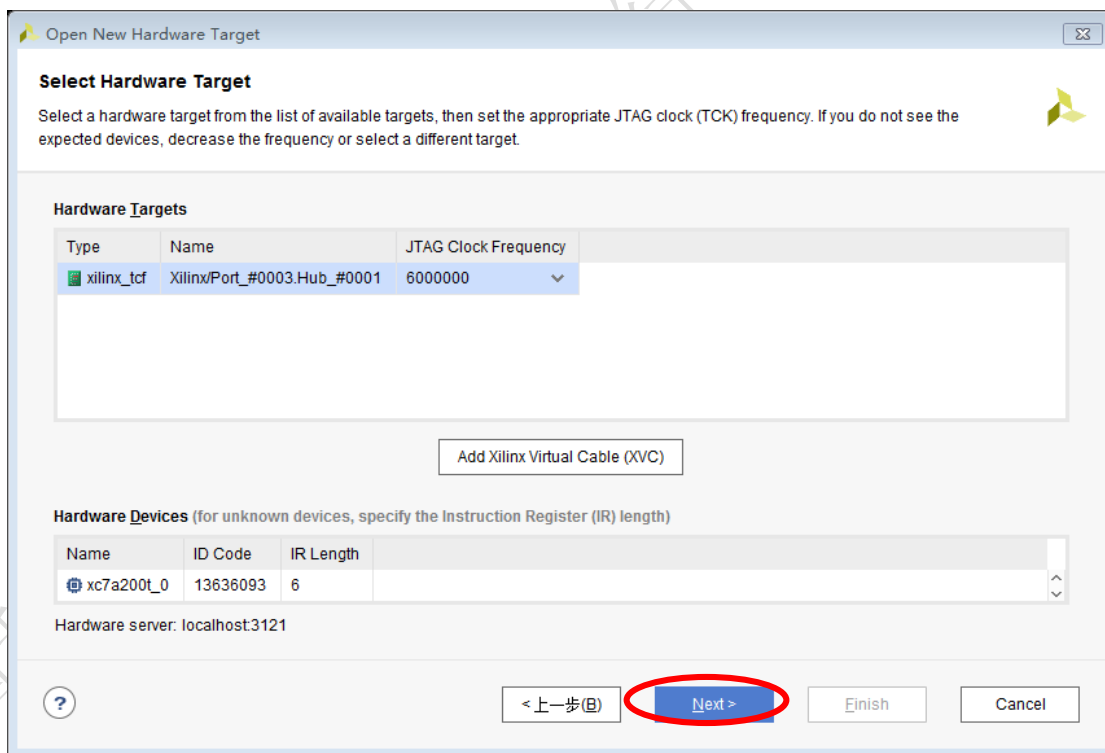 Open New Hardware Target
Select Hardware Target
Select a hardware target from the list of available targets, then set the appropriate JTAG clock (TCK) frequency. If you do not see the
expected devices, decrease the frequency or select a different target.
Hardware Targets
Type Name JTAG Clock Frequency
xilinx_tcf Xilinx/Port_#0003.Hub_#0001 6000000
Add Xilinx Virtual Cable (XVC)
Hardware Devices (for unknown devices, specify the Instruction Register (IR) length)
Name ID Code IR Length
xc7a200t_0 13636093 6
Hardware server: localhost:3121
? <上一步(B) Next > Finish Cancel